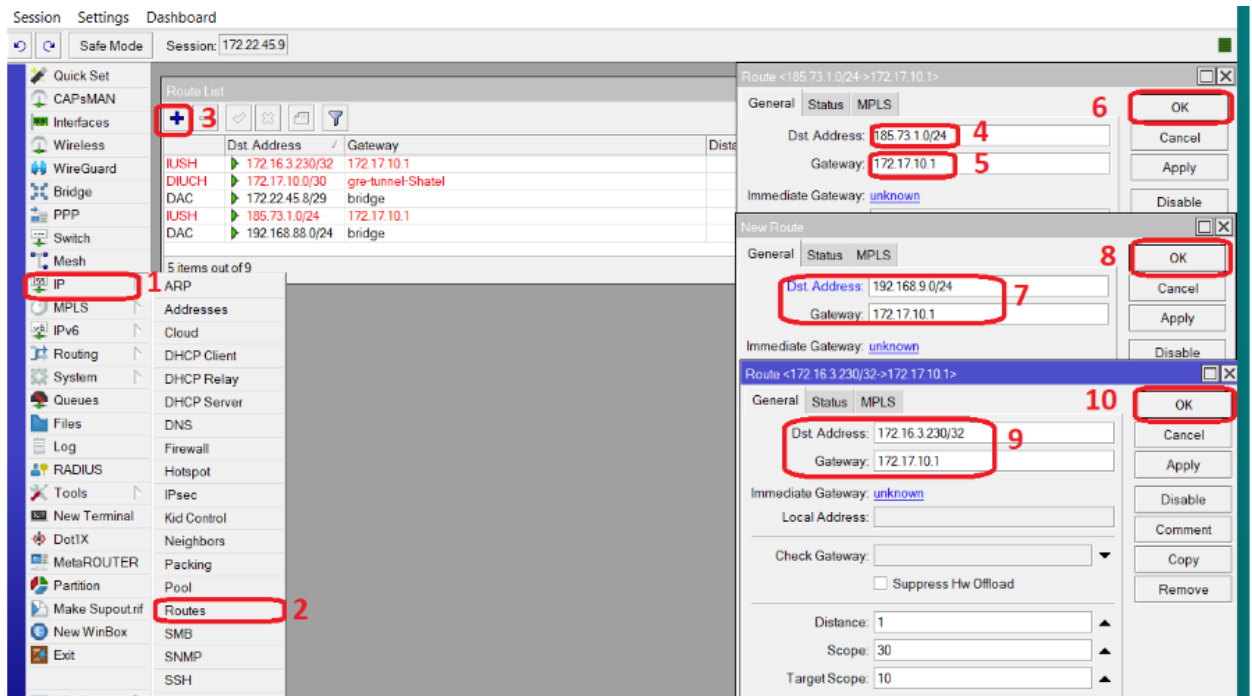 Session Settings Dashboard
Safe Mode Session: 172.22.45.9
Quick Set
CAPsMAN
Interfaces
Wireless
WireGuard
Bridge
PPP
Switch
Mesh
IP
MPLS
IPv6
Routing
System
Queues
Files
Log
RADIUS
Tools
New Terminal
Dot1X
MetaROUTER
Partition
Make Supout.rif
New WinBox
Exit
1
ARP
Addresses
Cloud
DHCP Client
DHCP Relay
DHCP Server
DNS
Firewall
Hotspot
IPsec
Kid Control
Neighbors
Packing
Pool
Routes
2
SMB
SNMP
SSH
Route List
3
Dst. Address / Gateway Dista
IUSH 172.16.3.230/32 172.17.10.1
DIUCH 172.17.10.0/30 gre-tunnel-Shatel
DAC 172.22.45.8/29 bridge
IUSH 185.73.1.0/24 172.17.10.1
DAC 192.168.88.0/24 bridge
5 items out of 9
Route <185.73.1.0/24->172.17.10.1>
General Status MPLS 6 OK
Dst. Address: 185.73.1.0/24 4 Cancel
Gateway: 172.17.10.1 5 Apply
Immediate Gateway: unknown Disable
New Route
General Status MPLS 8 OK
Dst. Address: 192.168.9.0/24 7 Cancel
Gateway: 172.17.10.1 Apply
Immediate Gateway: unknown Disable
Route <172.16.3.230/32->172.17.10.1>
General Status MPLS 10 OK
Dst. Address: 172.16.3.230/32 9 Cancel
Gateway: 172.17.10.1 Apply
Immediate Gateway: unknown Disable
Local Address: Comment
Check Gateway: Copy
Suppress Hw Offload Remove
Distance: 1
Scope: 30
Target Scope: 10